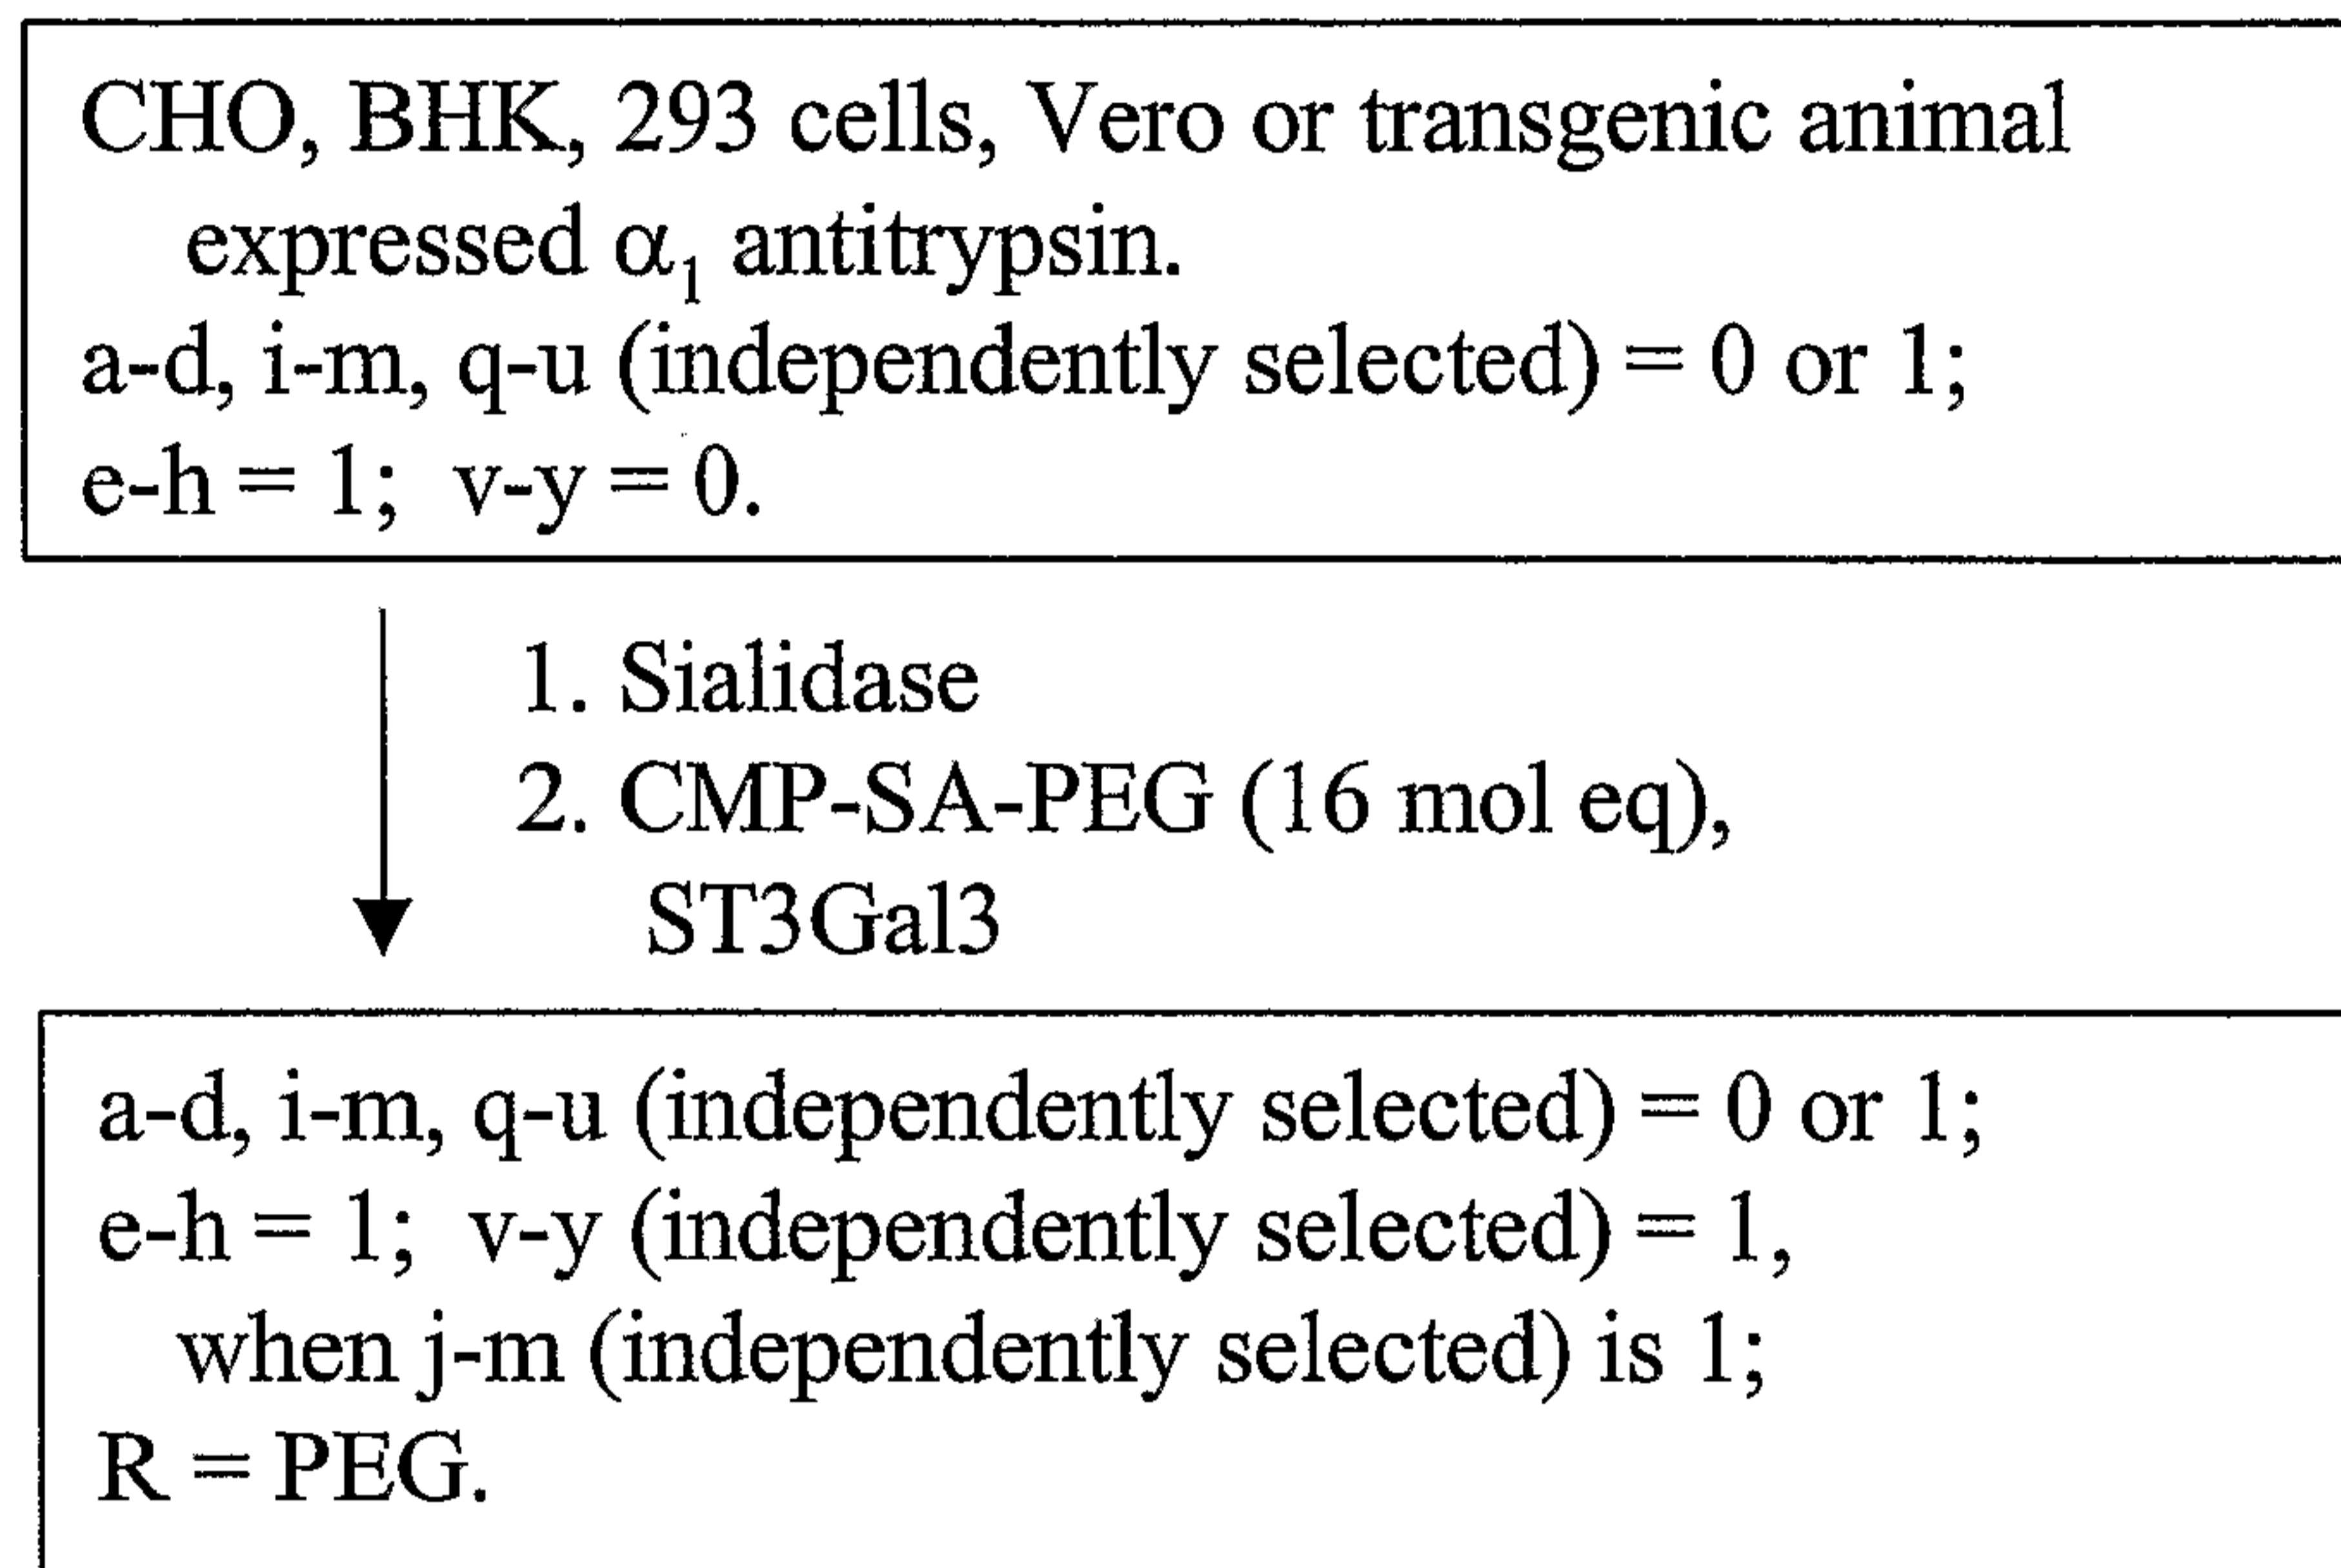 CHO, BHK, 293 cells, Vero or transgenic animal
expressed α₁ antitrypsin.
a-d, i-m, q-u (independently selected) = 0 or 1;
e-h = 1; v-y = 0.
1. Sialidase
2. CMP-SA-PEG (16 mol eq),
ST3Gal3
a-d, i-m, q-u (independently selected) = 0 or 1;
e-h = 1; v-y (independently selected) = 1,
when j-m (independently selected) is 1;
R = PEG.